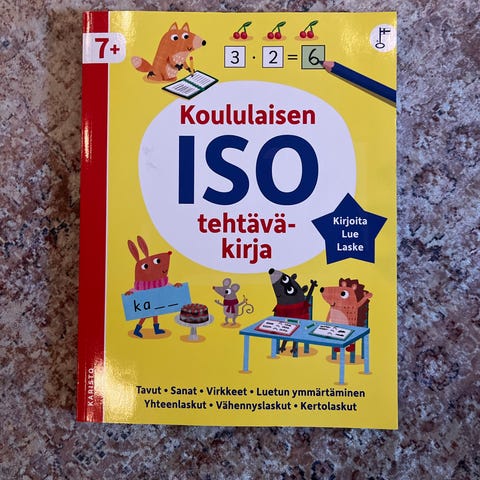 7+
3 · 2 = 6
Koululaisen
ISO
tehtävä-
kirja
Kirjoita
Lue
Laske
ka _ _
Tavut • Sanat • Virkkeet • Luetun ymmärtäminen
Yhteenlaskut • Vähennyslaskut • Kertolaskut
KARISTO